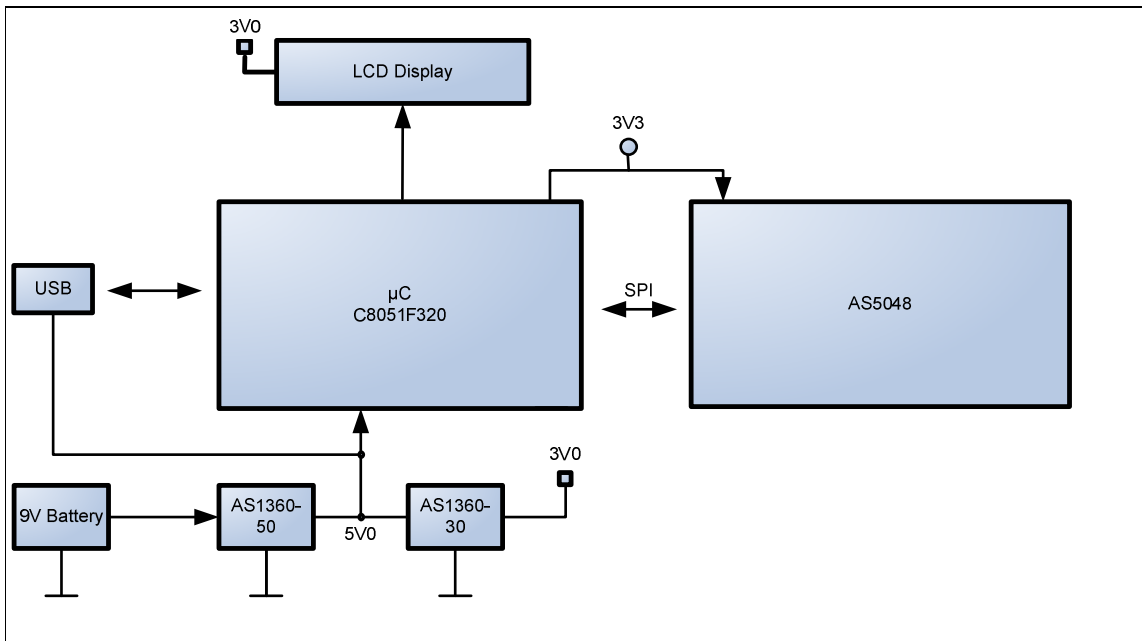 3V0
LCD Display
3V3
µC
C8051F320
USB
SPI
AS5048
3V0
9V Battery
AS1360-
50
5V0
AS1360-
30